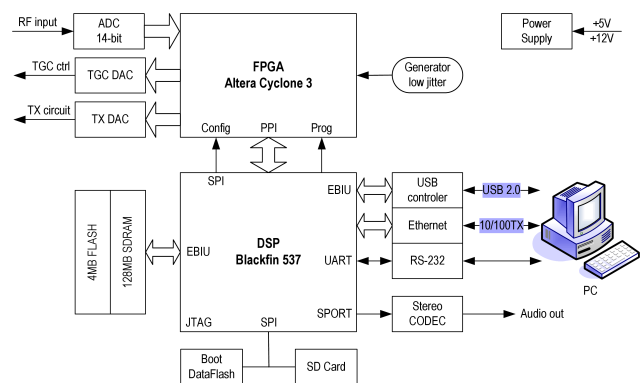 RF input
ADC
14-bit
TGC ctrl
TGC DAC
TX circuit
TX DAC
FPGA
Altera Cyclone 3
Config
PPI
Prog
Generator
low jitter
Power
Supply
+5V
+12V
4MB FLASH
128MB SDRAM
SPI
EBIU
EBIU
DSP
Blackfin 537
UART
SPORT
JTAG
SPI
USB
controler
USB 2.0
Ethernet
10/100TX
RS-232
PC
Stereo
CODEC
Audio out
Boot
DataFlash
SD Card